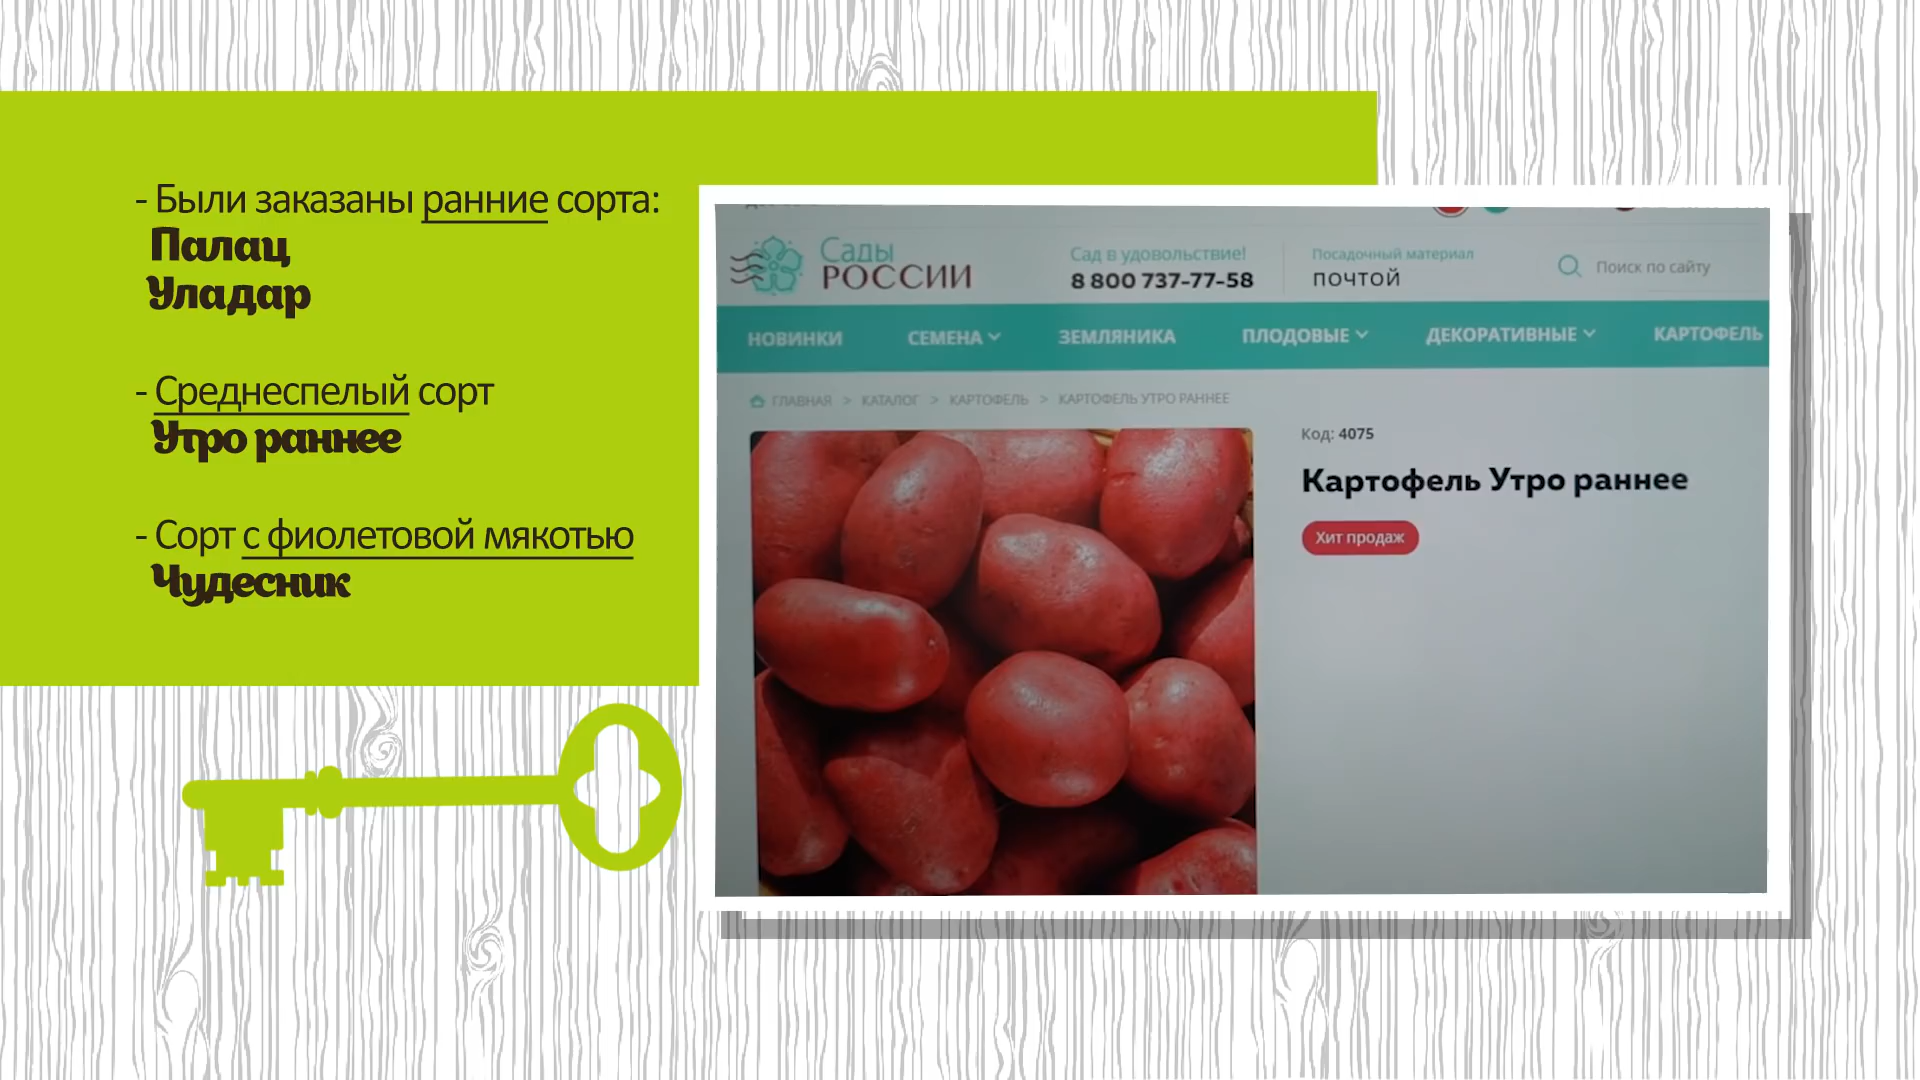 - Были заказаны ранние сорта:
Палац
Уладар
- Среднеспелый сорт
Утро раннее
- Сорт с фиолетовой мякотью
Чудесник
Сады
РОССИИ
Сад в удовольствие!
8 800 737-77-58
Посадочный материал
ПОЧТОЙ
Поиск по сайту
НОВИНКИ СЕМЕНА ЗЕМЛЯНИКА ПЛОДОВЫЕ ДЕКОРАТИВНЫЕ КАРТОФЕЛЬ
ГЛАВНАЯ > КАТАЛОГ > КАРТОФЕЛЬ > КАРТОФЕЛЬ УТРО РАННЕЕ
Код: 4075
Картофель Утро раннее
Хит продаж